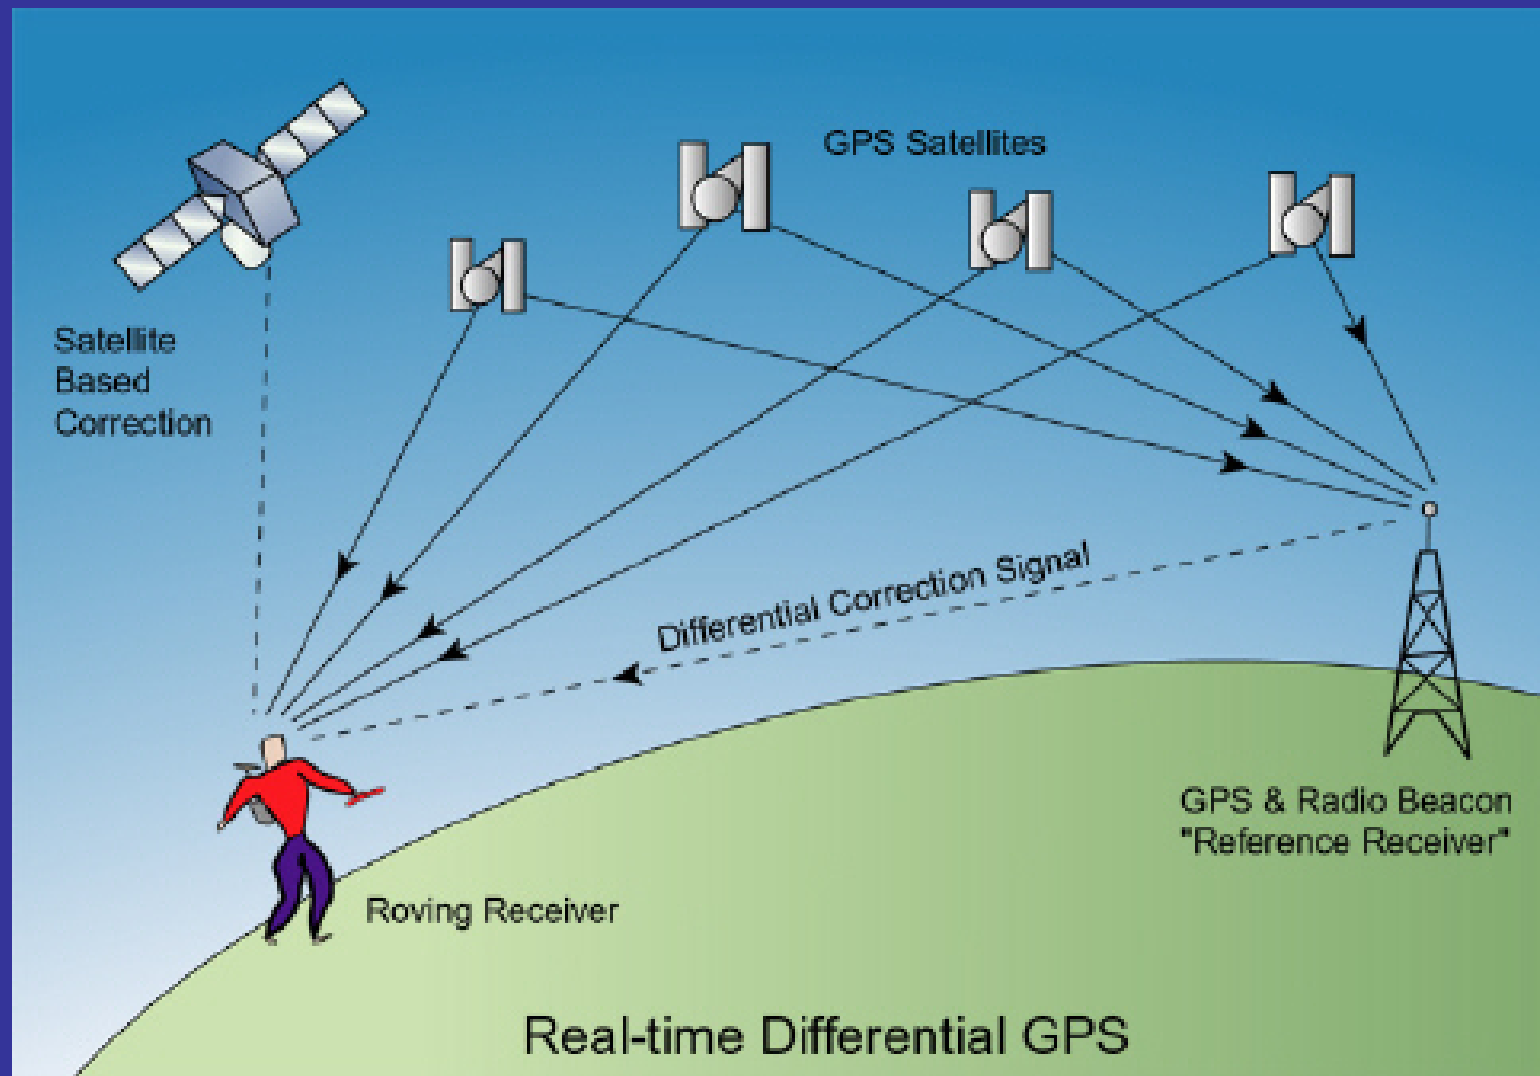 GPS Satellites
Satellite
Based
Correction
Differential Correction Signal
GPS & Radio Beacon
"Reference Receiver"
Roving Receiver
Real-time Differential GPS